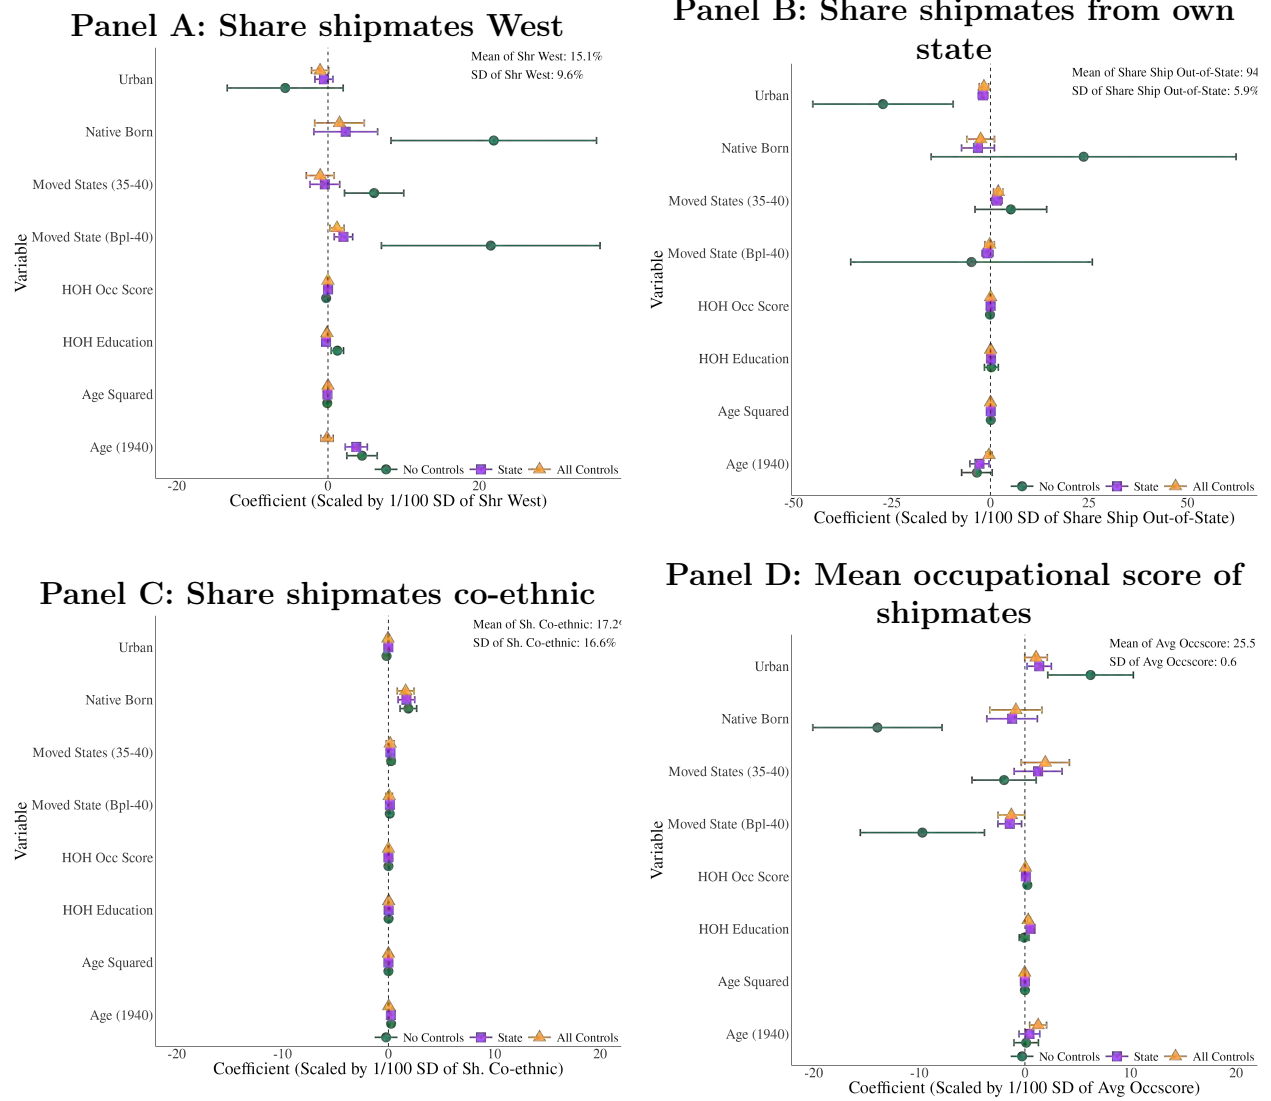 Panel A: Share shipmates West
Mean of Shr West: 15.1%
SD of Shr West: 9.6%
Variable
Urban
Native Born
Moved States (35-40)
Moved State (Bpl-40)
HOH Occ Score
HOH Education
Age Squared
Age (1940)
No Controls State All Controls
-20 0 20
Coefficient (Scaled by 1/100 SD of Shr West)
Panel B: Share shipmates from own
state
Mean of Share Ship Out-of-State: 94
SD of Share Ship Out-of-State: 5.9%
Variable
Urban
Native Born
Moved States (35-40)
Moved State (Bpl-40)
HOH Occ Score
HOH Education
Age Squared
Age (1940)
No Controls State All Controls
-50 -25 0 25 50
Coefficient (Scaled by 1/100 SD of Share Ship Out-of-State)
Panel C: Share shipmates co-ethnic
Mean of Sh. Co-ethnic: 17.2
SD of Sh. Co-ethnic: 16.6%
Variable
Urban
Native Born
Moved States (35-40)
Moved State (Bpl-40)
HOH Occ Score
HOH Education
Age Squared
Age (1940)
No Controls State All Controls
-20 -10 0 10 20
Coefficient (Scaled by 1/100 SD of Sh. Co-ethnic)
Panel D: Mean occupational score of
shipmates
Mean of Avg Occscore: 25.5
SD of Avg Occscore: 0.6
Variable
Urban
Native Born
Moved States (35-40)
Moved State (Bpl-40)
HOH Occ Score
HOH Education
Age Squared
Age (1940)
No Controls State All Controls
-20 -10 0 10 20
Coefficient (Scaled by 1/100 SD of Avg Occscore)